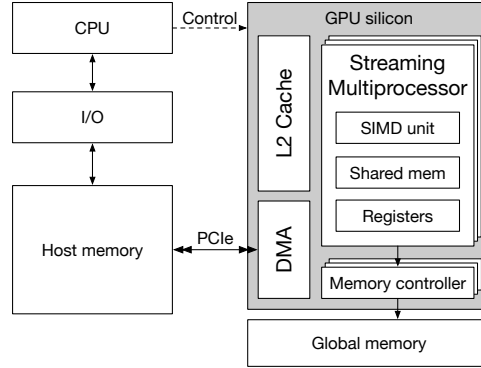 CPU
Control
GPU silicon
I/O
L2 Cache
Streaming
Multiprocessor
SIMD unit
Shared mem
Registers
Host memory
PCIe
DMA
Memory controller
Global memory